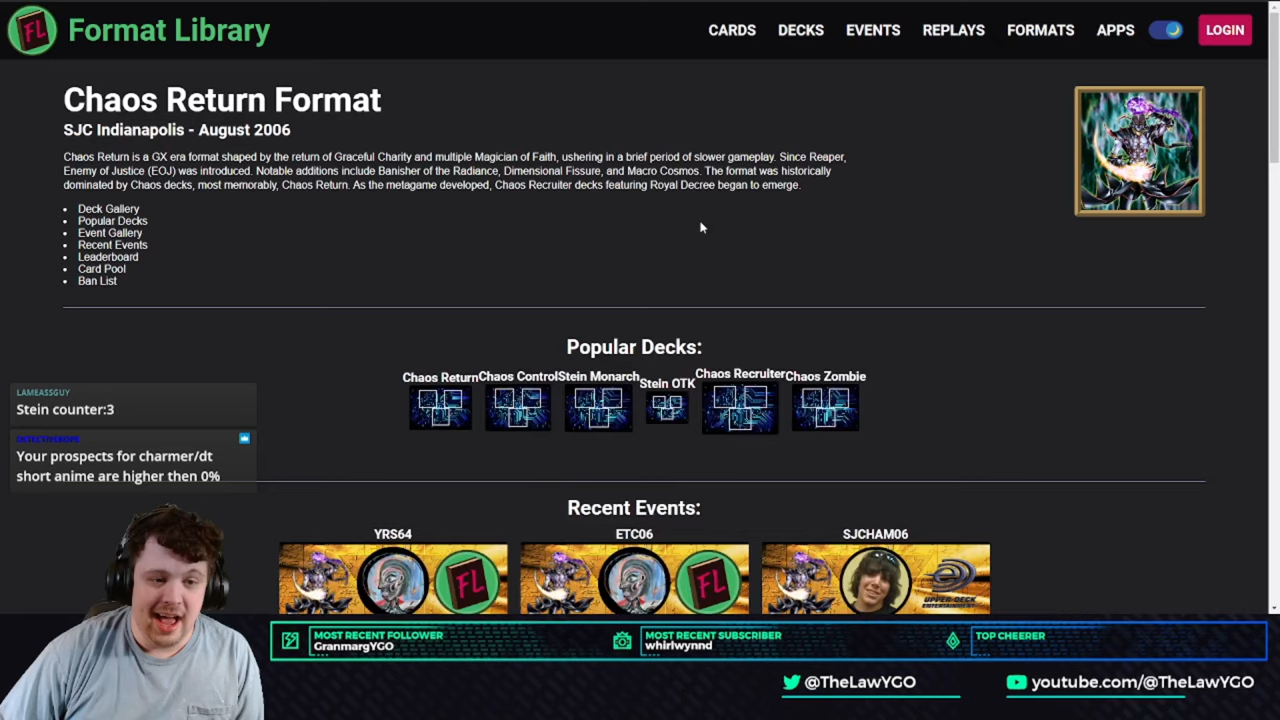 FL
Format Library
CARDS
DECKS
EVENTS
REPLAYS
FORMATS
APPS
LOGIN
Chaos Return Format
SJC Indianapolis - August 2006
Chaos Return is a GX era format shaped by the return of Graceful Charity and multiple Magician of Faith, ushering in a brief period of slower gameplay. Since Reaper,
Enemy of Justice (EOJ) was introduced. Notable additions include Banisher of the Radiance, Dimensional Fissure, and Macro Cosmos. The format was historically
dominated by Chaos decks, most memorably, Chaos Return. As the metagame developed, Chaos Recruiter decks featuring Royal Decree began to emerge.
Deck Gallery
Popular Decks
Event Gallery
Recent Events
Leaderboard
Card Pool
Ban List
Popular Decks:
Chaos Return
Chaos Control
Stein Monarch
Stein OTK
Chaos Recruiter
Chaos Zombie
LAMEASSGUY
Stein counter:3
Your prospects for charmer/dt
short anime are higher then 0%
Recent Events:
YRS64
ETC06
SJCHAM06
FL
FL
UPPER DECK
ENTERTAINMENT
MOST RECENT FOLLOWER
GranmargYGO
MOST RECENT SUBSCRIBER
whirlwynnd
TOP CHEERER
@TheLawYGO
youtube.com/@TheLawYGO